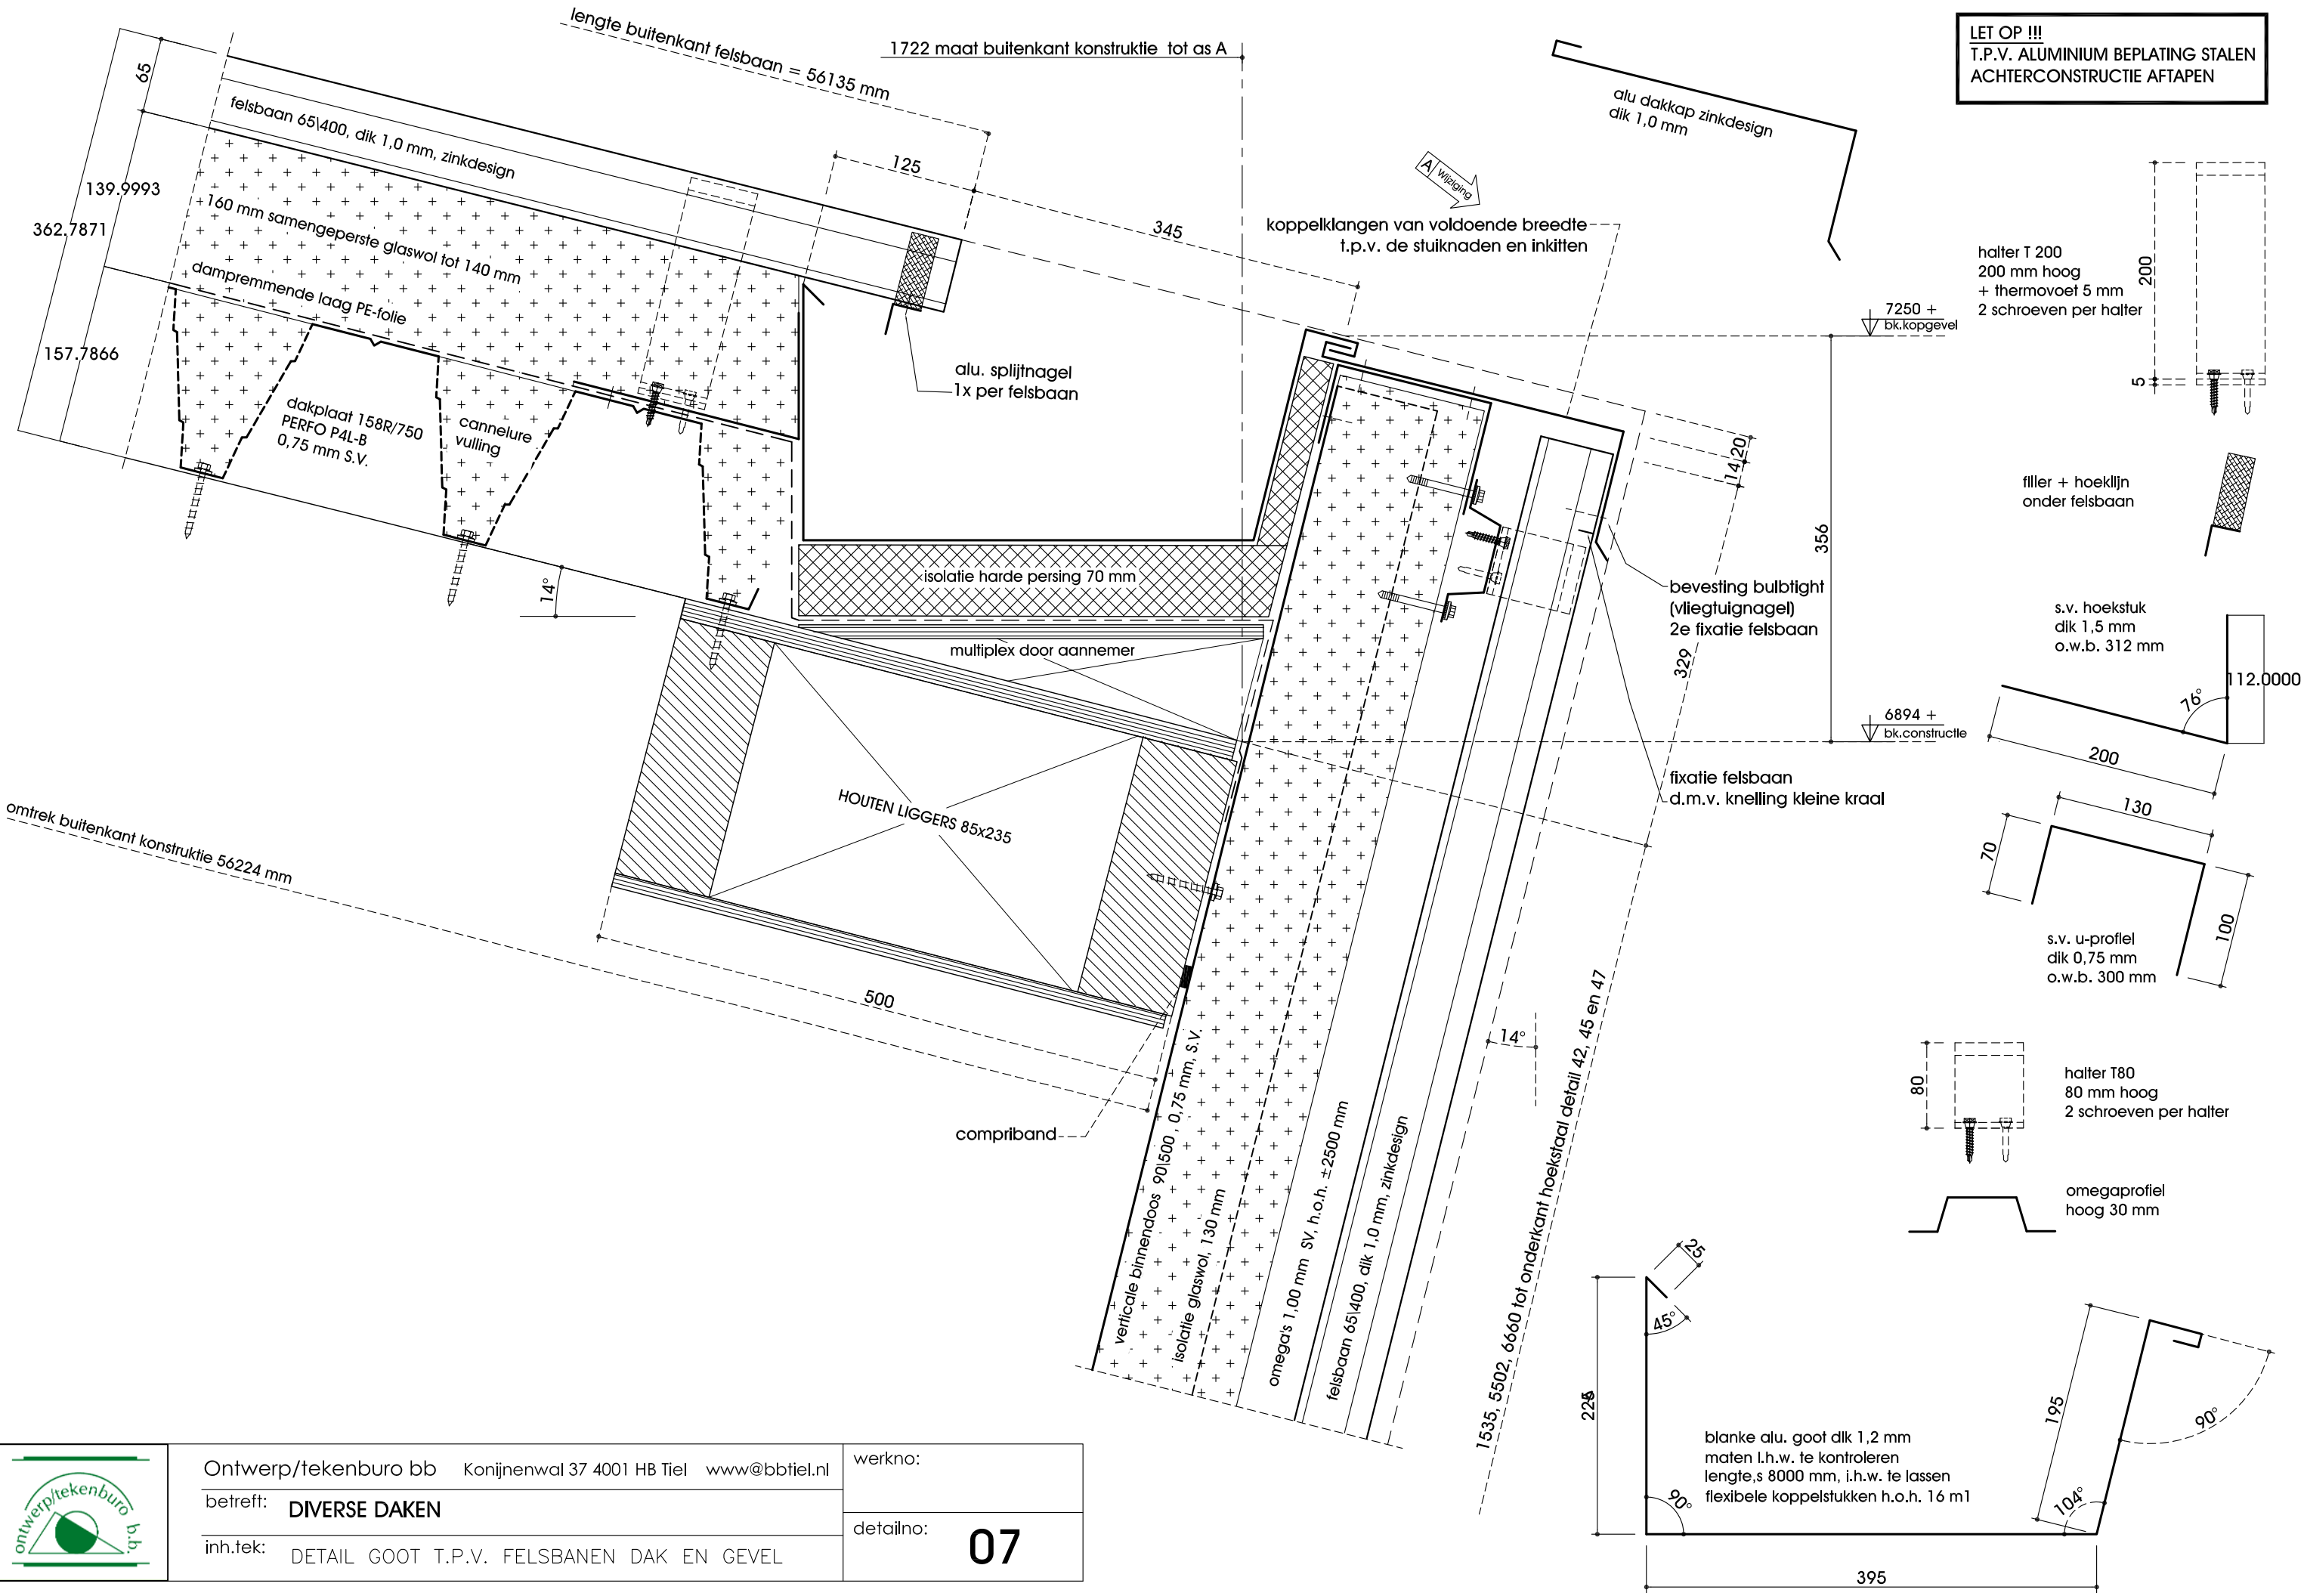 lengte buitenkant felsbaan = 56135 mm
1722 maat buitenkant konstruktie tot as A
LET OP !!!
T.P.V. ALUMINIUM BEPLATING STALEN
ACHTERCONSTRUCTIE AFTAPEN
65
felsbaan 65\400, dik 1,0 mm, zinkdesign
alu dakkap zinkdesign
dik 1,0 mm
125
345
A Wijziging
139.9993
362.7871
157.7866
160 mm samengeperste glaswol tot 140 mm
dampremmende laag PE-folie
koppelklangen van voldoende breedte
t.p.v. de stuiknaden en inkitten
halter T 200
200 mm hoog
+ thermovoet 5 mm
2 schroeven per halter
200
5
7250 +
bk.kopgevel
alu. splijtnagel
1x per felsbaan
dakplaat 158R/750
PERFO P4L-B
0,75 mm S.V.
cannelure
vulling
14,20
filler + hoeklijn
onder felsbaan
356
14°
isolatie harde persing 70 mm
bevesting bulbtight
(vliegtuignagel)
2e fixatie felsbaan
s.v. hoekstuk
dik 1,5 mm
o.w.b. 312 mm
multiplex door aannemer
329
112.0000
76°
200
6894 +
bk.constructie
fixatie felsbaan
d.m.v. knelling kleine kraal
HOUTEN LIGGERS 85x235
omtrek buitenkant konstruktie 56224 mm
130
70
100
s.v. u-profiel
dik 0,75 mm
o.w.b. 300 mm
500
14°
compriband
verticale binnendoos 90\500, 0,75 mm, S.V.
isolatie glaswol, 130 mm
omega's 1,00 mm SV, h.o.h. ±2500 mm
felsbaan 65\400, dik 1,0 mm, zinkdesign
1535, 5502, 6660 tot onderkant hoekstaal detail 42, 45 en 47
80
halter T80
80 mm hoog
2 schroeven per halter
omegaprofiel
hoog 30 mm
25
45°
195
90°
blanke alu. goot dik 1,2 mm
maten i.h.w. te kontroleren
lengte,s 8000 mm, i.h.w. te lassen
flexibele koppelstukken h.o.h. 16 m1
90°
104°
395
ontwerp/tekenburo b.b.
Ontwerp/tekenburo bb Konijnenwal 37 4001 HB Tiel www@bbtiel.nl
werkno:
betreft: DIVERSE DAKEN
detailno: 07
inh.tek: DETAIL GOOT T.P.V. FELSBANEN DAK EN GEVEL